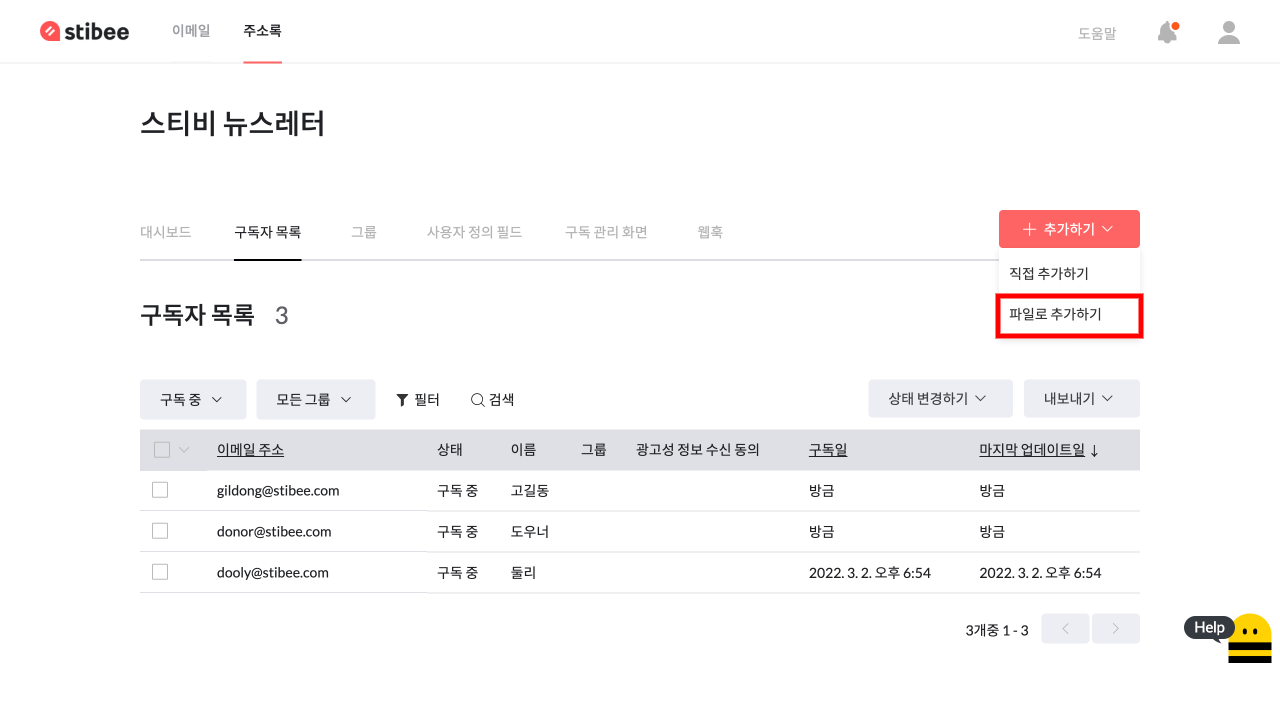 stibee 이메일 주소록 도움말
스티비 뉴스레터
대시보드 구독자 목록 그룹 사용자 정의 필드 구독 관리 화면 웹훅 추가하기
직접 추가하기
파일로 추가하기
구독자 목록 3
구독 중 모든 그룹 필터 검색 상태 변경하기 내보내기
이메일 주소 상태 이름 그룹 광고성 정보 수신 동의 구독일 마지막 업데이트일 ↓
gildong@stibee.com 구독 중 고길동 방금 방금
donor@stibee.com 구독 중 도우너 방금 방금
dooly@stibee.com 구독 중 둘리 2022. 3. 2. 오후 6:54 2022. 3. 2. 오후 6:54
3개중 1 - 3
Help